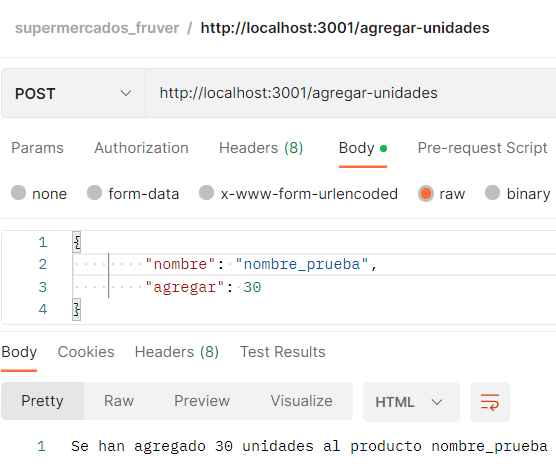 supermercados_fruver / http://localhost:3001/agregar-unidades
POST http://localhost:3001/agregar-unidades
Params Authorization Headers (8) Body Pre-request Script
none form-data x-www-form-urlencoded raw binary
1 {
2 "nombre": "nombre_prueba",
3 "agregar": 30
4 }
Body Cookies Headers (8) Test Results
Pretty Raw Preview Visualize HTML
1 Se han agregado 30 unidades al producto nombre_prueba